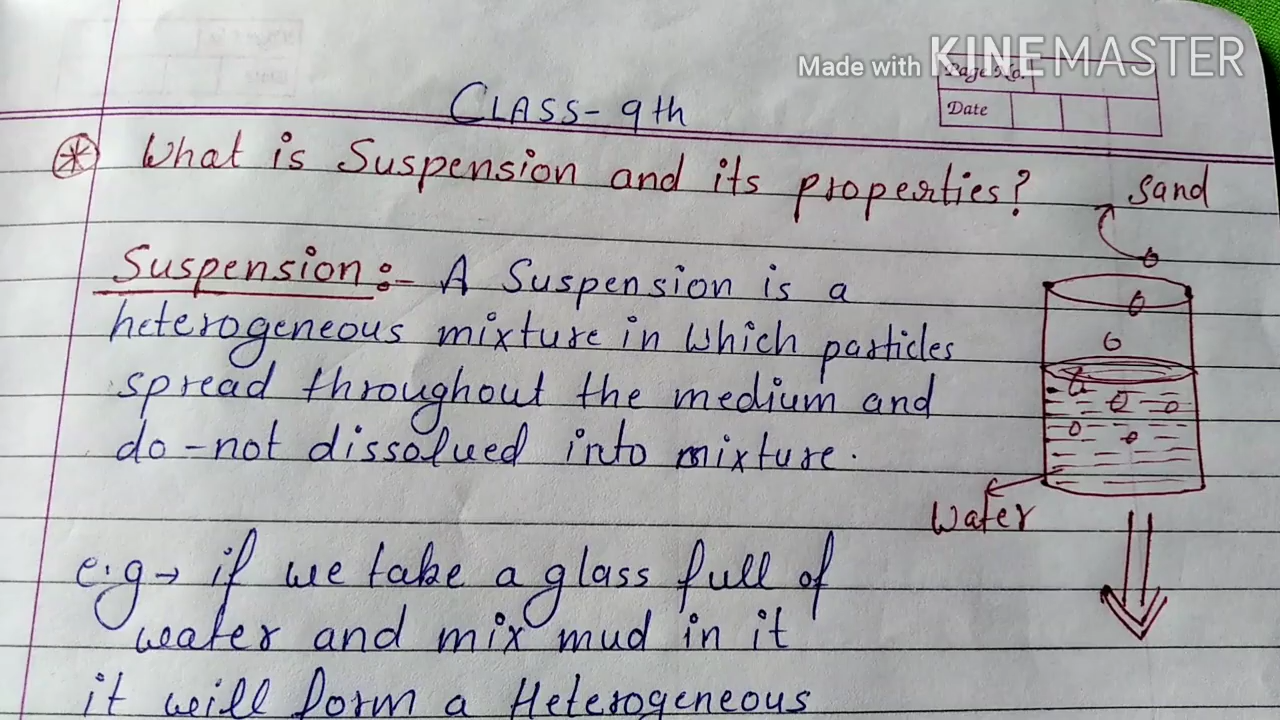 Made with KINEMASTER
Page No.
Date
CLASS- 9th
What is Suspension and its properties?
Sand
Suspension:- A Suspension is a
heterogeneous mixture in which particles
spread throughout the medium and
do-not dissolved into mixture.
Water
e.g→ if we take a glass full of
water and mix mud in it
it will form a Heterogeneous